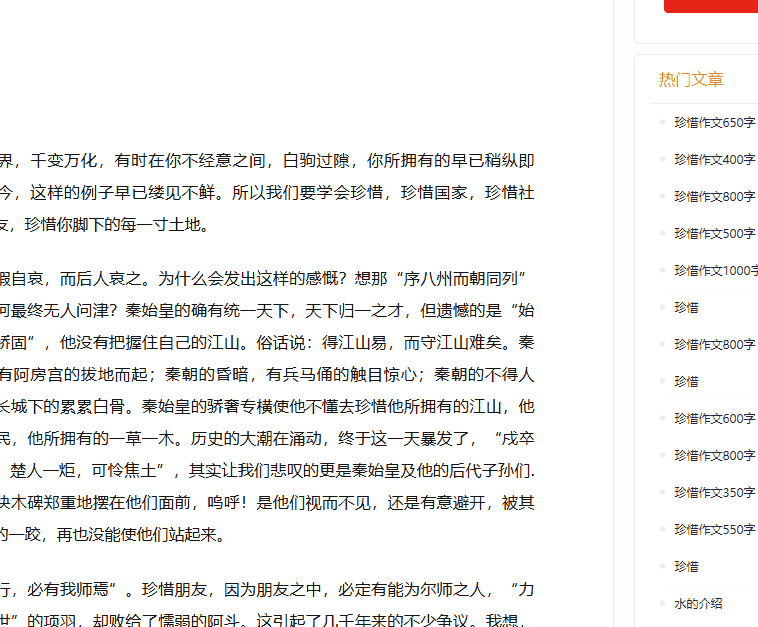 界，千变万化，有时在你不经意之间，白驹过隙，你所拥有的早已稍纵即
今，这样的例子早已缕见不鲜。所以我们要学会珍惜，珍惜国家，珍惜社
友，珍惜你脚下的每一寸土地。
暇自哀，而后人哀之。为什么会发出这样的感慨？想那“序八州而朝同列”
何最终无人问津？秦始皇的确有统一天下，天下归一之才，但遗憾的是“始
骄固”，他没有把握住自己的江山。俗话说：得江山易，而守江山难矣。秦
有阿房宫的拔地而起；秦朝的昏暗，有兵马俑的触目惊心；秦朝的不得人
长城下的累累白骨。秦始皇的骄奢专横使他不懂去珍惜他所拥有的江山，他
民，他所拥有的一草一木。历史的大潮在涌动，终于这一天暴发了，“戍卒
，楚人一炬，可怜焦土”，其实让我们悲叹的更是秦始皇及他的后代子孙们.
块木碑郑重地摆在他们面前，呜呼！是他们视而不见，还是有意避开，被其
的一跤，再也没能使他们站起来。
行，必有我师焉”。珍惜朋友，因为朋友之中，必定有能为尔师之人，“力
世”的项羽，却败给了懦弱的阿斗。这引起了几千年来的不少争议。我想，
热门文章
珍惜作文650字
珍惜作文400字
珍惜作文800字
珍惜作文500字
珍惜作文1000字
珍惜
珍惜作文800字
珍惜
珍惜作文600字
珍惜作文800字
珍惜作文350字
珍惜作文550字
珍惜
水的介绍